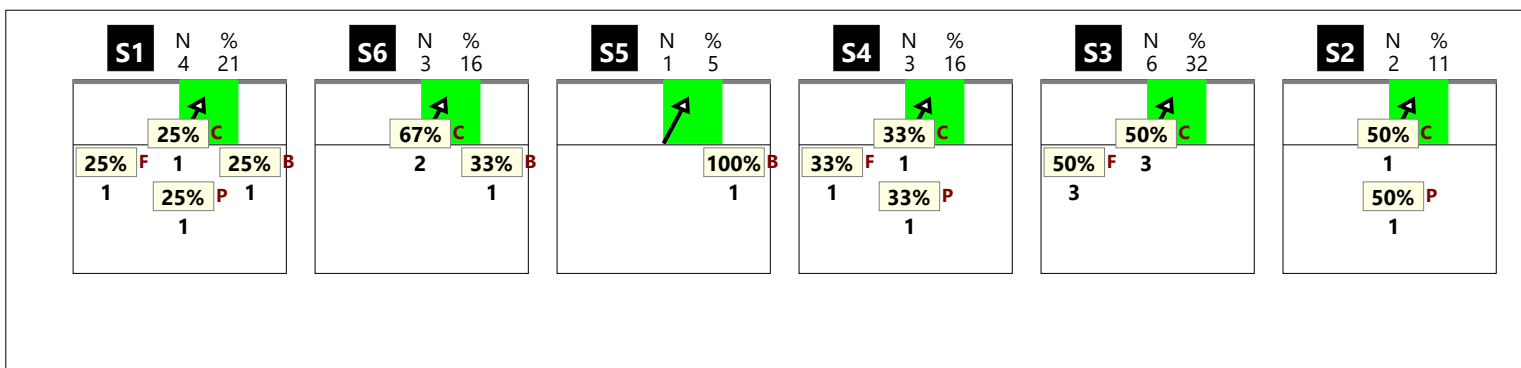 S1 N % S6 N % S5 N % S4 N % S3 N % S2 N %
4 21 3 16 1 5 3 16 6 32 2 11
25% C 67% C 33% C 50% C 50% C
25% F 1 25% B 2 33% B 100% B 33% F 1 50% F 3 1
1 25% P 1 1 1 1 33% P 3 50% P
1 1 1